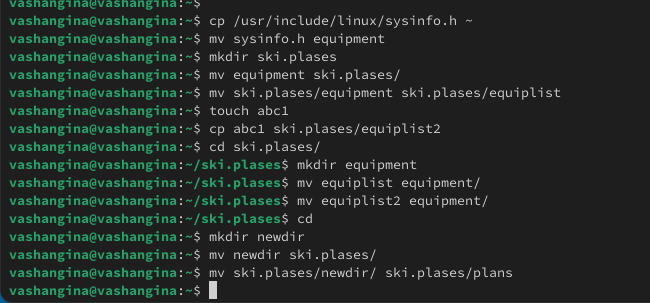 vashangina@vashangina:~$
vashangina@vashangina:~$ cp /usr/include/linux/sysinfo.h ~
vashangina@vashangina:~$ mv sysinfo.h equipment
vashangina@vashangina:~$ mkdir ski.plases
vashangina@vashangina:~$ mv equipment ski.plases/
vashangina@vashangina:~$ mv ski.plases/equipment ski.plases/equiplist
vashangina@vashangina:~$ touch abc1
vashangina@vashangina:~$ cp abc1 ski.plases/equiplist2
vashangina@vashangina:~$ cd ski.plases/
vashangina@vashangina:~/ski.plases$ mkdir equipment
vashangina@vashangina:~/ski.plases$ mv equiplist equipment/
vashangina@vashangina:~/ski.plases$ mv equiplist2 equipment/
vashangina@vashangina:~/ski.plases$ cd
vashangina@vashangina:~$ mkdir newdir
vashangina@vashangina:~$ mv newdir ski.plases/
vashangina@vashangina:~$ mv ski.plases/newdir/ ski.plases/plans
vashangina@vashangina:~$